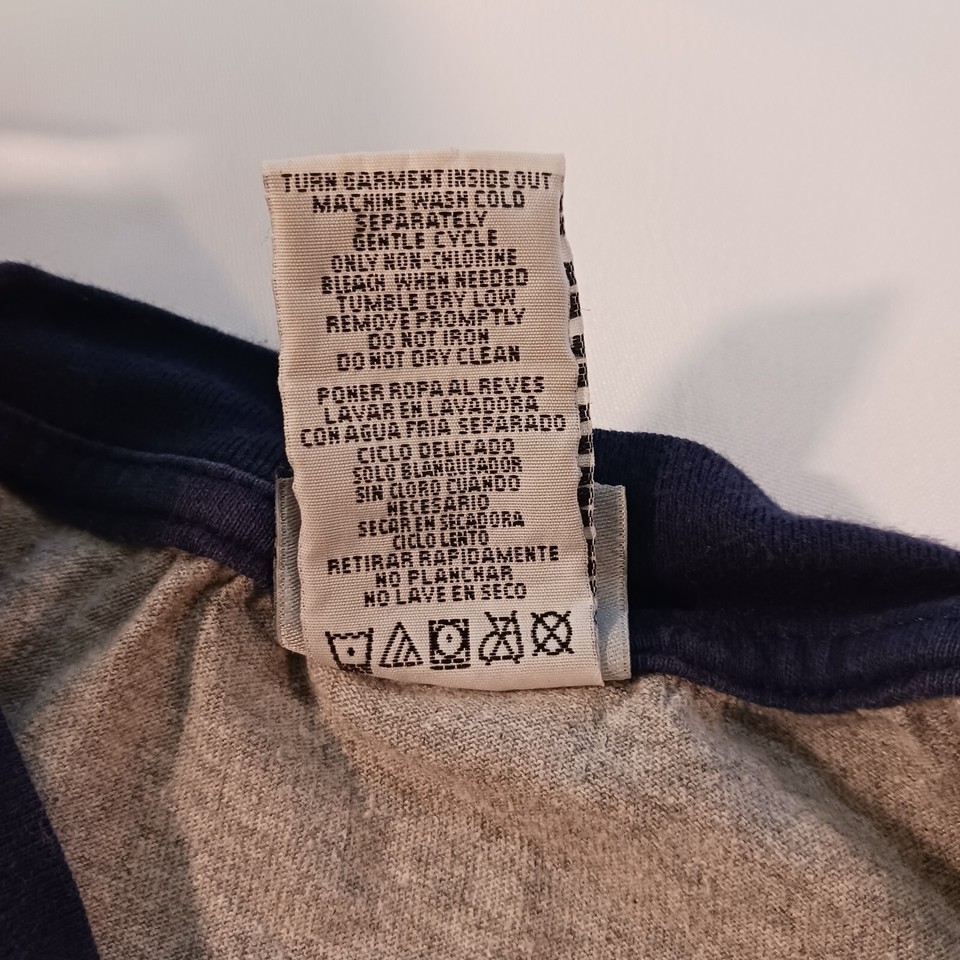 TURN GARMENT INSIDE OUT
MACHINE WASH COLD
SEPARATELY
GENTLE CYCLE
ONLY NON-CHLORINE
BLEACH WHEN NEEDED
TUMBLE DRY LOW
REMOVE PROMPTLY
DO NOT IRON
DO NOT DRY CLEAN
PONER ROPA AL REVES
LAVAR EN LAVADORA
CON AGUA FRIA SEPARADO
CICLO DELICADO
SOLO BLANQUEADOR
SIN CLORO CUANDO
NECESARIO
SECAR EN SECADORA
CICLO LENTO
RETIRAR RAPIDAMENTE
NO PLANCHAR
NO LAVE EN SECO